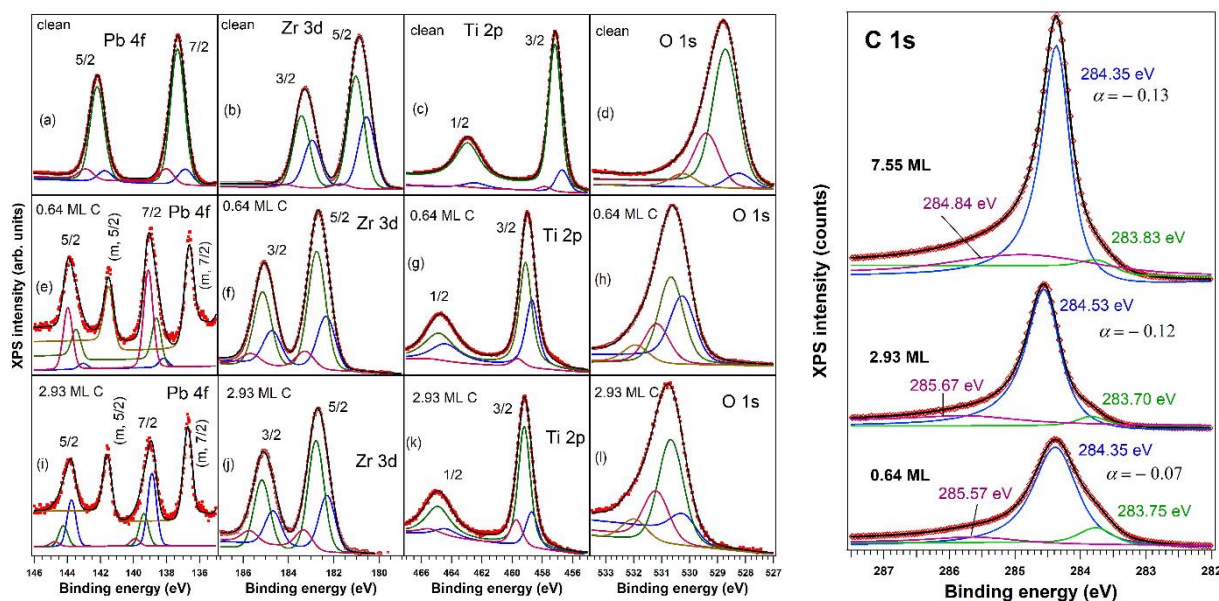 clean
Pb 4f
5/2
7/2
(a)
clean
Zr 3d
5/2
3/2
(b)
clean
Ti 2p
3/2
1/2
(c)
clean
O 1s
(d)
0.64 ML C
Pb 4f
5/2
(m, 5/2)
7/2
(m, 7/2)
(e)
0.64 ML C
5/2
Zr 3d
3/2
(f)
0.64 ML C
3/2
Ti 2p
(g)
1/2
0.64 ML C
O 1s
(h)
2.93 ML C
Pb 4f
5/2
(m, 5/2)
7/2
(m, 7/2)
(i)
2.93 ML C
5/2
3/2
(j)
Zr 3d
2.93 ML C
3/2
Ti 2p
(k)
1/2
2.93 ML C
O 1s
(l)
XPS intensity (arb. units)
146 144 142 140 138 136
186 184 182 180
466 464 462 460 458 456 454
533 532 531 530 529 528 527
Binding energy (eV)
Binding energy (eV)
Binding energy (eV)
Binding energy (eV)
C 1s
284.35 eV
α = − 0.13
7.55 ML
284.84 eV
283.83 eV
284.53 eV
α = − 0.12
2.93 ML
285.67 eV
283.70 eV
284.35 eV
0.64 ML
α = − 0.07
285.57 eV
283.75 eV
XPS intensity (counts)
287 286 285 284 283 282
Binding energy (eV)